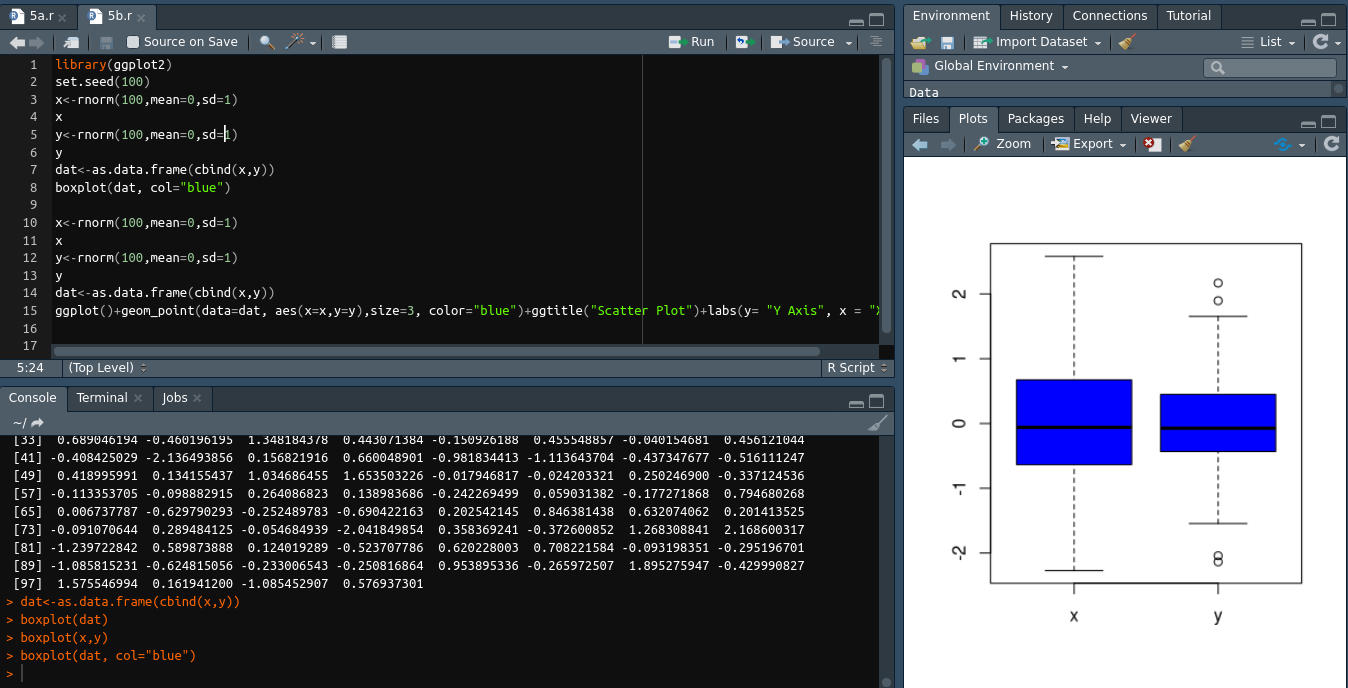 5a.r
5b.r
Source on Save
Run
Source
1 library(ggplot2)
2 set.seed(100)
3 x<-rnorm(100,mean=0,sd=1)
4 x
5 y<-rnorm(100,mean=0,sd=1)
6 y
7 dat<-as.data.frame(cbind(x,y))
8 boxplot(dat, col="blue")
9
10 x<-rnorm(100,mean=0,sd=1)
11 x
12 y<-rnorm(100,mean=0,sd=1)
13 y
14 dat<-as.data.frame(cbind(x,y))
15 ggplot()+geom_point(data=dat, aes(x=x,y=y),size=3, color="blue")+ggtitle("Scatter Plot")+labs(y= "Y Axis", x = "
16
17
5:24 (Top Level) R Script
Console Terminal Jobs
~/
[33] 0.689046194 -0.460196195 1.348184378 0.443071384 -0.150926188 0.455548857 -0.040154681 0.456121044
[41] -0.408425029 -2.136493856 0.156821916 0.660048901 -0.981834413 -1.113643704 -0.437347677 -0.516111247
[49] 0.418995991 0.134155437 1.034686455 1.653503226 -0.017946817 -0.024203321 0.250246900 -0.337124536
[57] -0.113353705 -0.098882915 0.264086823 0.138983686 -0.242269499 0.059031382 -0.177271868 0.794680268
[65] 0.006737787 -0.629790293 -0.252489783 -0.690422163 0.202542145 0.846381438 0.632074062 0.201413525
[73] -0.091070644 0.289484125 -0.054684939 -2.041849854 0.358369241 -0.372600852 1.268308841 2.168600317
[81] -1.239722842 0.589873888 0.124019289 -0.523707786 0.620228003 0.708221584 -0.093198351 -0.295196701
[89] -1.085815231 -0.624815056 -0.233006543 -0.250816864 0.953895336 -0.265972507 1.895275947 -0.429990827
[97] 1.575546994 0.161941200 -1.085452907 0.576937301
> dat<-as.data.frame(cbind(x,y))
> boxplot(dat)
> boxplot(x,y)
> boxplot(dat, col="blue")
>
Environment History Connections Tutorial
Import Dataset List
Global Environment
Data
Files Plots Packages Help Viewer
Zoom Export
2
1
0
-1
-2
x y